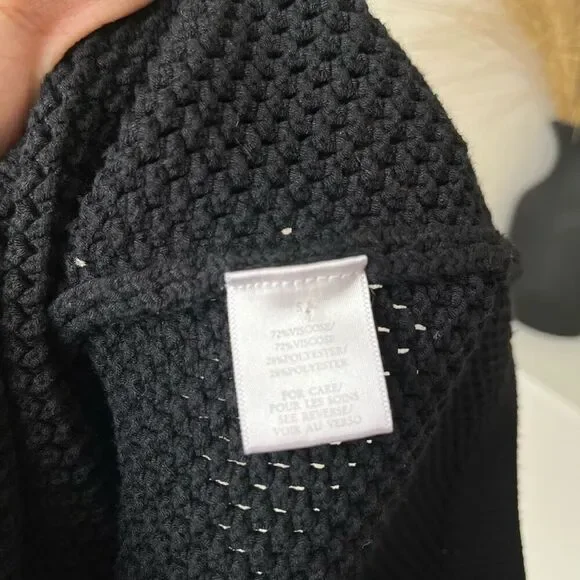 72%VISCOSE/
72%VISCOSE
28%POLYESTER/
28%POLYESTER
FOR CARE/
POUR LES SOINS
SEE REVERSE/
VOIR AU VERSO